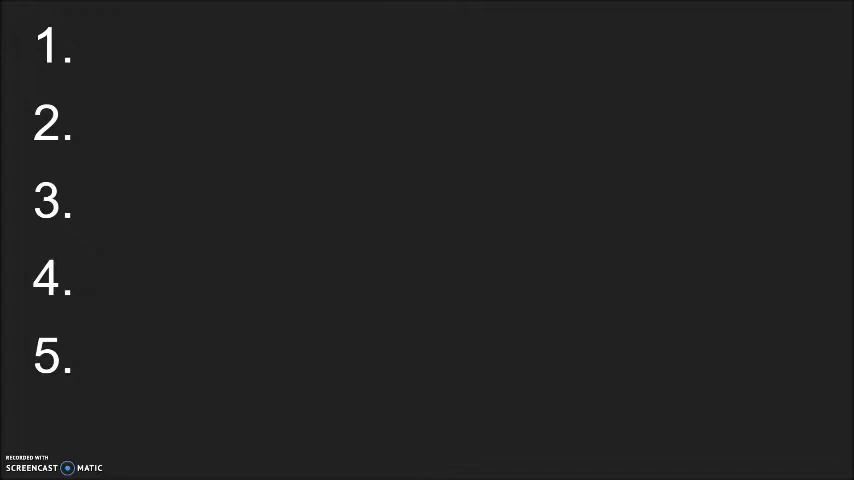 1.
2.
3.
4.
5.
RECORDED WITH
SCREENCAST MATIC